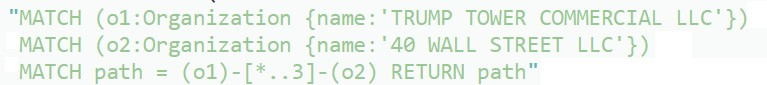 "MATCH (o1:Organization {name:'TRUMP TOWER COMMERCIAL LLC'})
MATCH (o2:Organization {name:'40 WALL STREET LLC'})
MATCH path = (o1)-[*..3]-(o2) RETURN path"